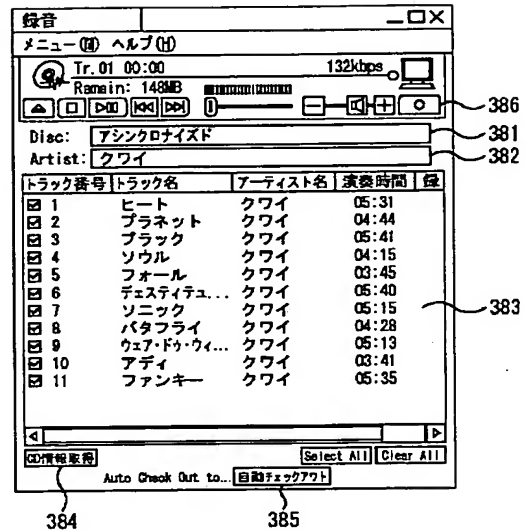 録音
メニュー(M) ヘルプ(H)
Tr.01 00:00 132kbps
Remain: 148MB
386
Disc: アシンクロナイズド 381
Artist: クワイ 382
トラック番号 トラック名 アーティスト名 演奏時間 録
1 ヒート クワイ 05:31
2 プラネット クワイ 04:44
3 ブラック クワイ 05:41
4 ソウル クワイ 04:15
5 フォール クワイ 03:45
6 デェスティテュ... クワイ 05:40
7 ソニック クワイ 05:15 383
8 バタフライ クワイ 04:28
9 ウェア・ドゥ・ウィ... クワイ 05:13
10 アディ クワイ 03:41
11 ファンキー クワイ 05:35
CD情報取得 Select All Clear All
Auto Check Out to... 自動チェックアウト
384 385